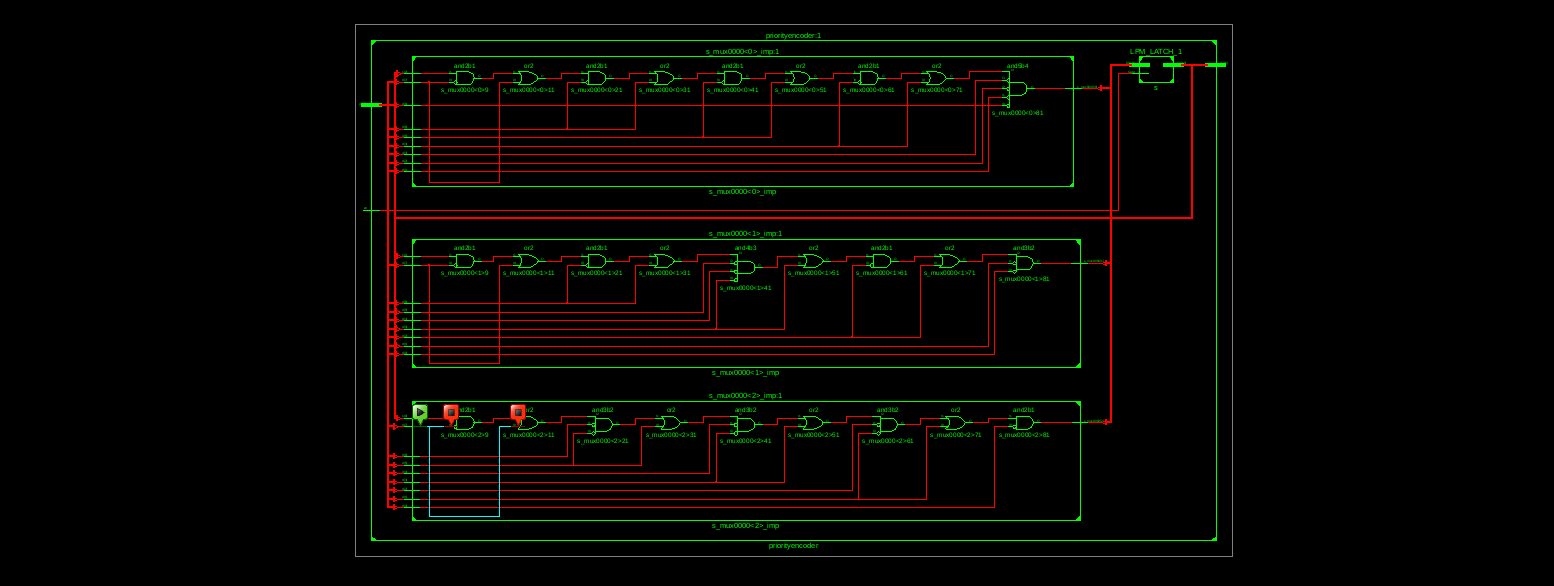 priorityencoder:1
s_mux0000<0>_imp:1
LPM_LATCH_1
and2b1 or2 and2b1 or2 and2b1 or2 and2b1 or2 and5b4
s_mux0000<0>9 s_mux0000<0>11 s_mux0000<0>21 s_mux0000<0>31 s_mux0000<0>41 s_mux0000<0>51 s_mux0000<0>61 s_mux0000<0>71
s
s_mux0000<0>81
s_mux0000<0>_imp
s_mux0000<1>_imp:1
and2b1 or2 and2b1 or2 and4b3 or2 and2b1 or2 and3b2
s_mux0000<1>9 s_mux0000<1>11 s_mux0000<1>21 s_mux0000<1>31 s_mux0000<1>51 s_mux0000<1>61 s_mux0000<1>71
s_mux0000<1>81
s_mux0000<1>41
s_mux0000<1>_imp
s_mux0000<2>_imp:1
d2b1 r2 and3b2 or2 and3b2 or2 and3b2 or2 and2b1
s_mux0000<2>9 s_mux0000<2>11 s_mux0000<2>31 s_mux0000<2>51 s_mux0000<2>71 s_mux0000<2>81
s_mux0000<2>21 s_mux0000<2>41 s_mux0000<2>61
s_mux0000<2>_imp
priorityencoder